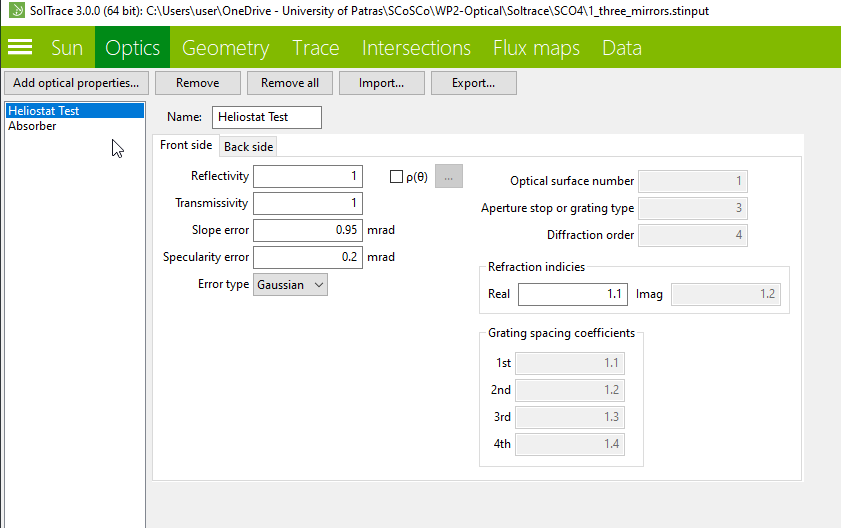 SolTrace 3.0.0 (64 bit): C:\Users\user\OneDrive - University of Patras\SCoSCo\WP2-Optical\Soltrace\SCO4\1_three_mirrors.stinput
Sun Optics Geometry Trace Intersections Flux maps Data
Add optical properties... Remove Remove all Import... Export...
Heliostat Test
Absorber
Name: Heliostat Test
Front side Back side
Reflectivity 1 ρ(θ) ...
Transmissivity 1
Slope error 0.95 mrad
Specularity error 0.2 mrad
Error type Gaussian
Optical surface number 1
Aperture stop or grating type 3
Diffraction order 4
Refraction indicies
Real 1.1 Imag 1.2
Grating spacing coefficients
1st 1.1
2nd 1.2
3rd 1.3
4th 1.4